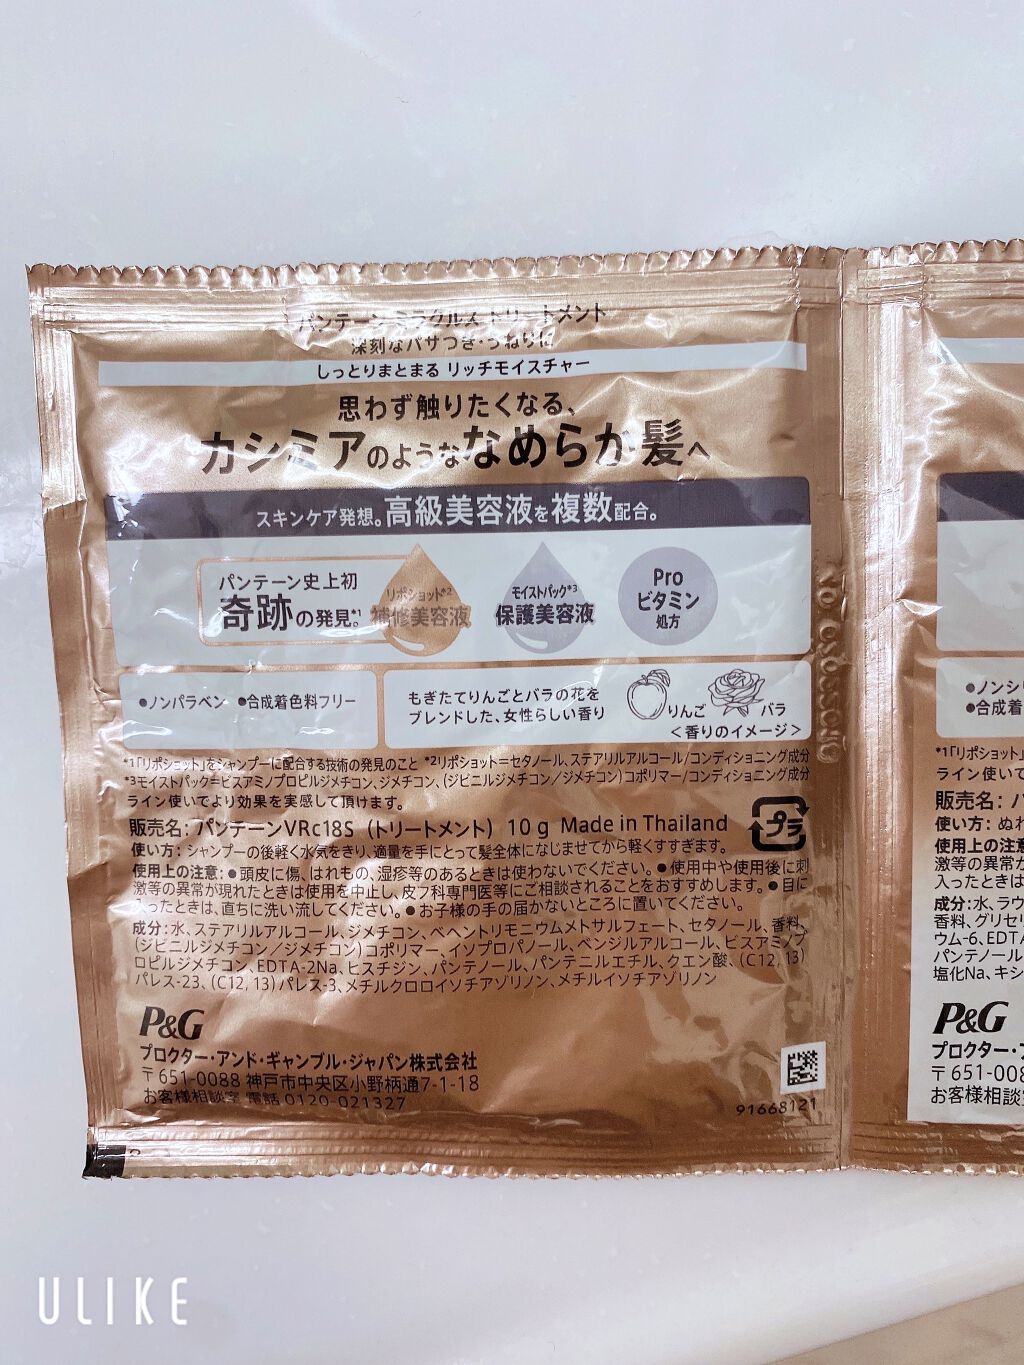 パンテーン ミラクルズ トリートメント
深刻なパサつき・うねりに
しっとりまとまる リッチモイスチャー
思わず触りたくなる、
カシミアのようななめらかな髪へ
スキンケア発想。高級美容液を複数配合。
パンテーン史上初
奇跡の発見*¹。
リポショット*²
補修美容液
モイストパック*³
保護美容液
Pro
ビタミン
処方
●ノンパラベン ●合成着色料フリー
もぎたてりんごとバラの花を
ブレンドした、女性らしい香り
りんご
バラ
<香りのイメージ>
*1「リポショット」をシャンプーに配合する技術の発見のこと *2リポショット=セタノール、ステアリルアルコール/コンディショニング成分
*3モイストパック=ビスアミノプロピルジメチコン、ジメチコン、(ジビニルジメチコン/ジメチコン)コポリマー/コンディショニング成分
ライン使いでより効果を実感して頂けます。
販売名: パンテーンVRc18S (トリートメント) 10 g Made in Thailand
プラ
使い方: シャンプーの後軽く水気をきり、適量を手にとって髪全体になじませてから軽くすすぎます。
使用上の注意: ●頭皮に傷、はれもの、湿疹等のあるときは使わないでください。●使用中や使用後に刺
激等の異常が現れたときは使用を中止し、皮フ科専門医等にご相談されることをおすすめします。●目に
入ったときは、直ちに洗い流してください。●お子様の手の届かないところに置いてください。
成分: 水、ステアリルアルコール、ジメチコン、ベヘントリモニウムメトサルフェート、セタノール、香料、
(ジビニルジメチコン/ジメチコン)コポリマー、イソプロパノール、ベンジルアルコール、ビスアミノプ
ロピルジメチコン、EDTA-2Na、ヒスチジン、パンテノール、パンテニルエチル、クエン酸、(C12, 13)
パレス-23、(C12, 13)パレス-3、メチルクロロイソチアゾリノン、メチルイソチアゾリノン
P&G
プロクター・アンド・ギャンブル・ジャパン株式会社
〒651-0088 神戸市中央区小野柄通7-1-18
お客様相談室 電話 0120-021327
91668121
●ノンシリ
●合成着
*1「リポショット」
ライン使いで
販売名: パ
使い方: ぬれ
使用上の注意
激等の異常が
入ったときは
成分: 水、ラウ
香料、グリセリ
ウム-6、EDTA
パンテノール
塩化Na、キシ
P&G
プロクター・
〒651-008
お客様相談
ULIKE